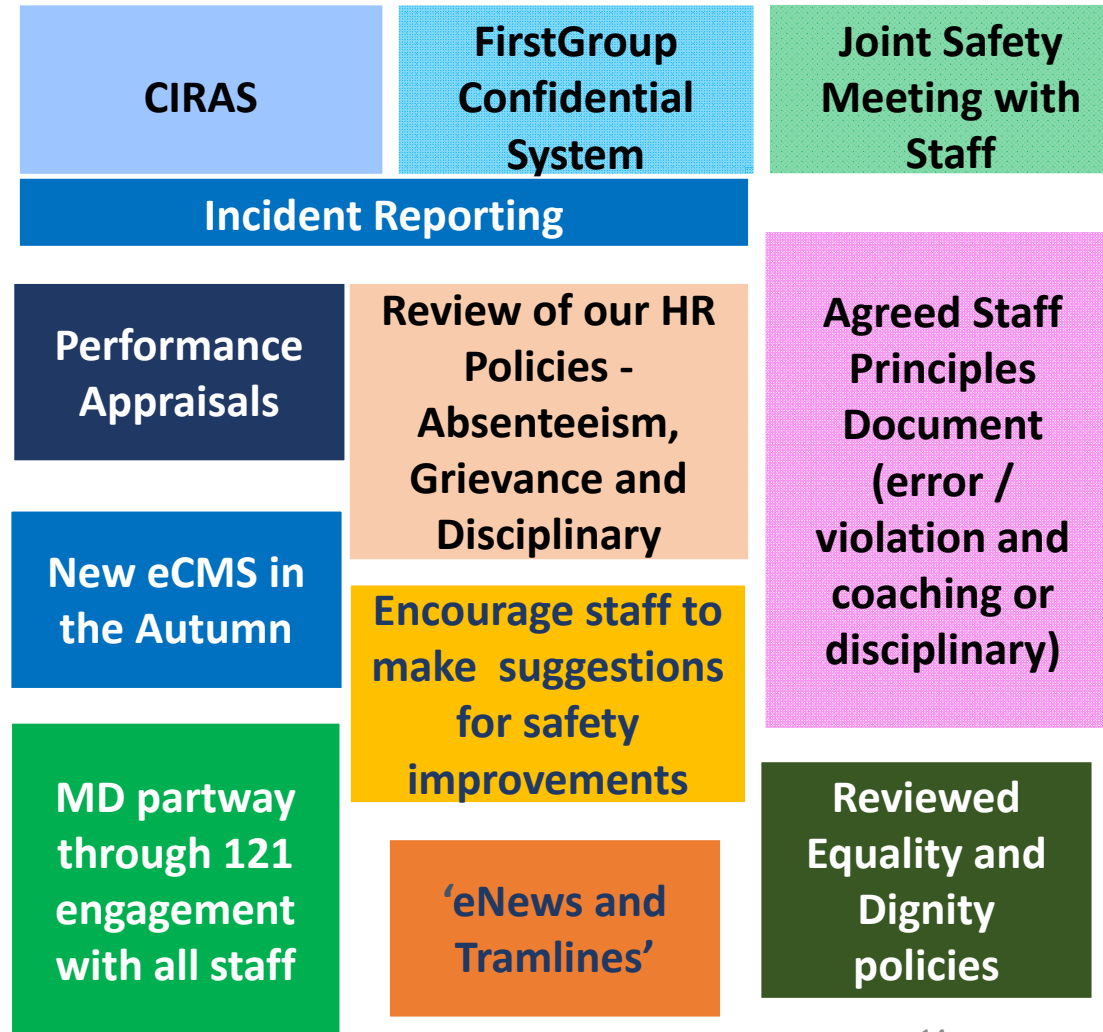 CIRAS
FirstGroup
Confidential
System
Joint Safety
Meeting with
Staff
Incident Reporting
Performance
Appraisals
Review of our HR
Policies -
Absenteeism,
Grievance and
Disciplinary
Agreed Staff
Principles
Document
(error /
violation and
coaching or
disciplinary)
New eCMS in
the Autumn
Encourage staff to
make suggestions
for safety
improvements
MD partway
through 121
engagement
with all staff
‘eNews and
Tramlines’
Reviewed
Equality and
Dignity
policies